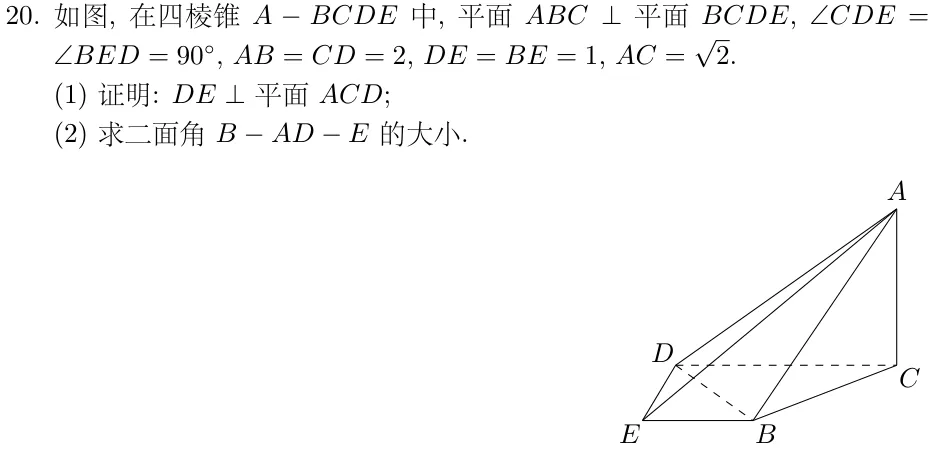 20. 如图, 在四棱锥 A − BCDE 中, 平面 ABC ⊥ 平面 BCDE, ∠CDE =
∠BED = 90°, AB = CD = 2, DE = BE = 1, AC = √2.
(1) 证明: DE ⊥ 平面 ACD;
(2) 求二面角 B − AD − E 的大小.
A
D
C
E
B